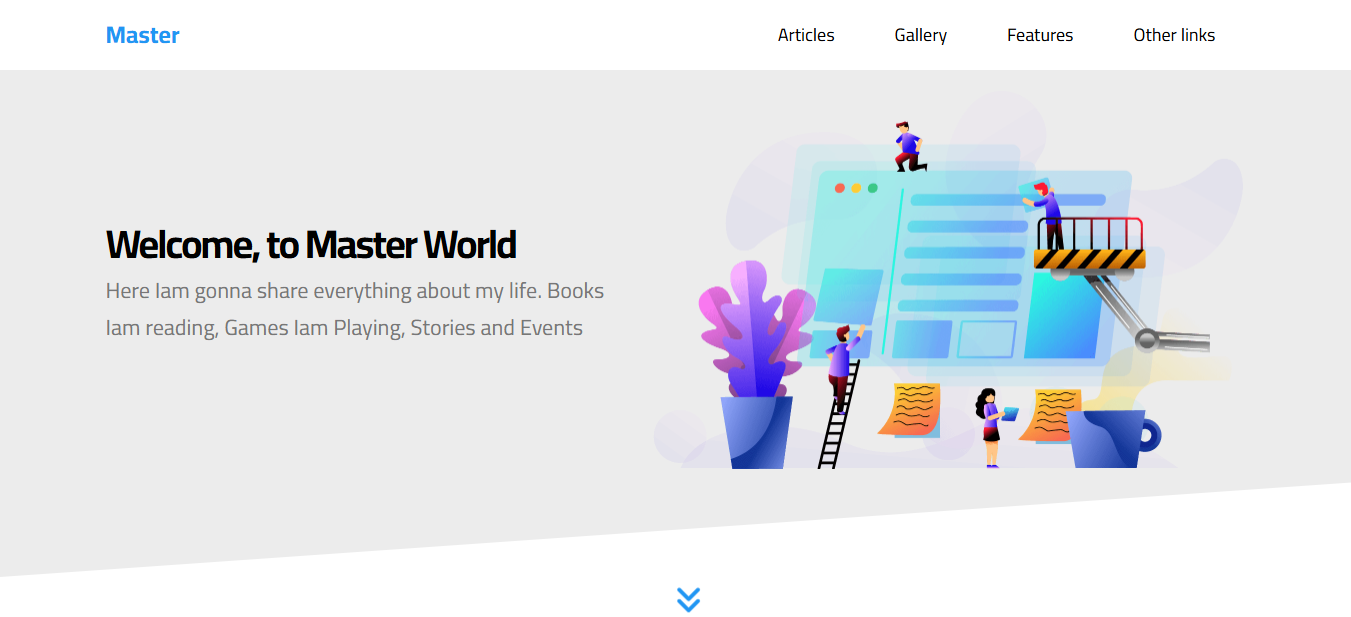 Master
Articles
Gallery
Features
Other links
Welcome, to Master World
Here Iam gonna share everything about my life. Books
Iam reading, Games Iam Playing, Stories and Events